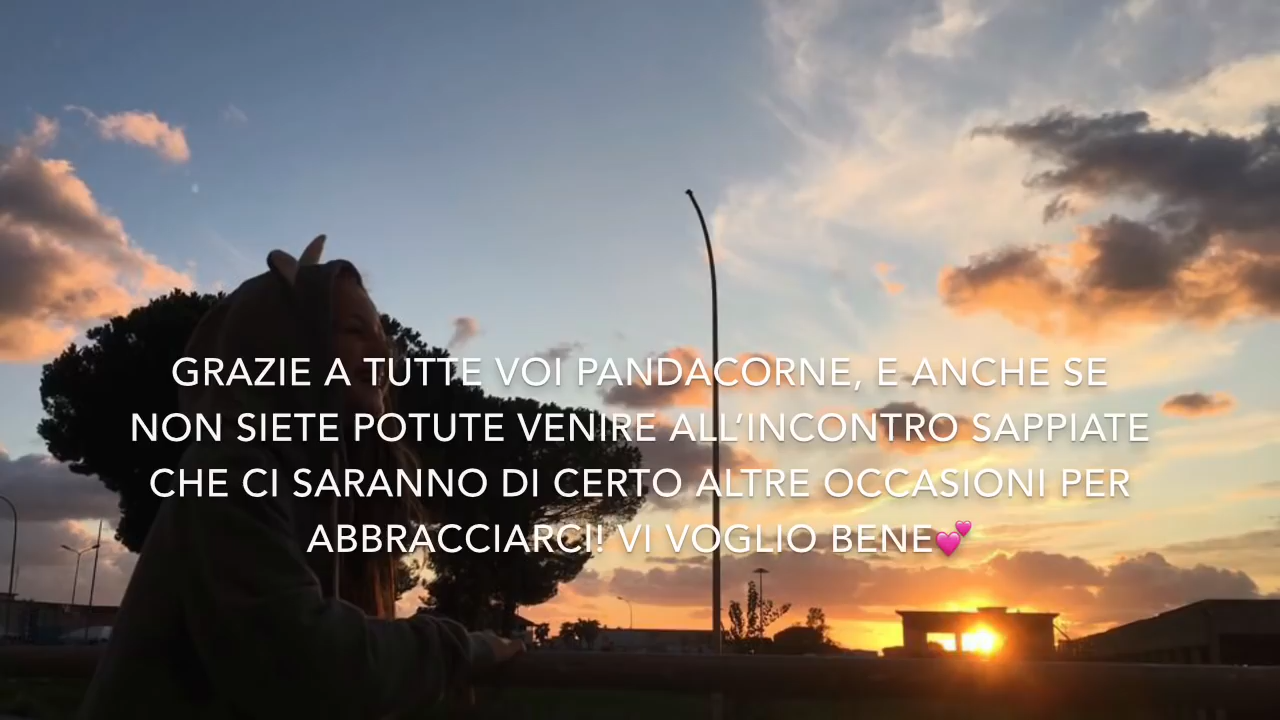 GRAZIE A TUTTE VOI PANDACORNE, E ANCHE SE
NON SIETE POTUTE VENIRE ALL’INCONTRO SAPPIATE
CHE CI SARANNO DI CERTO ALTRE OCCASIONI PER
ABBRACCIARCI! VI VOGLIO BENE💕